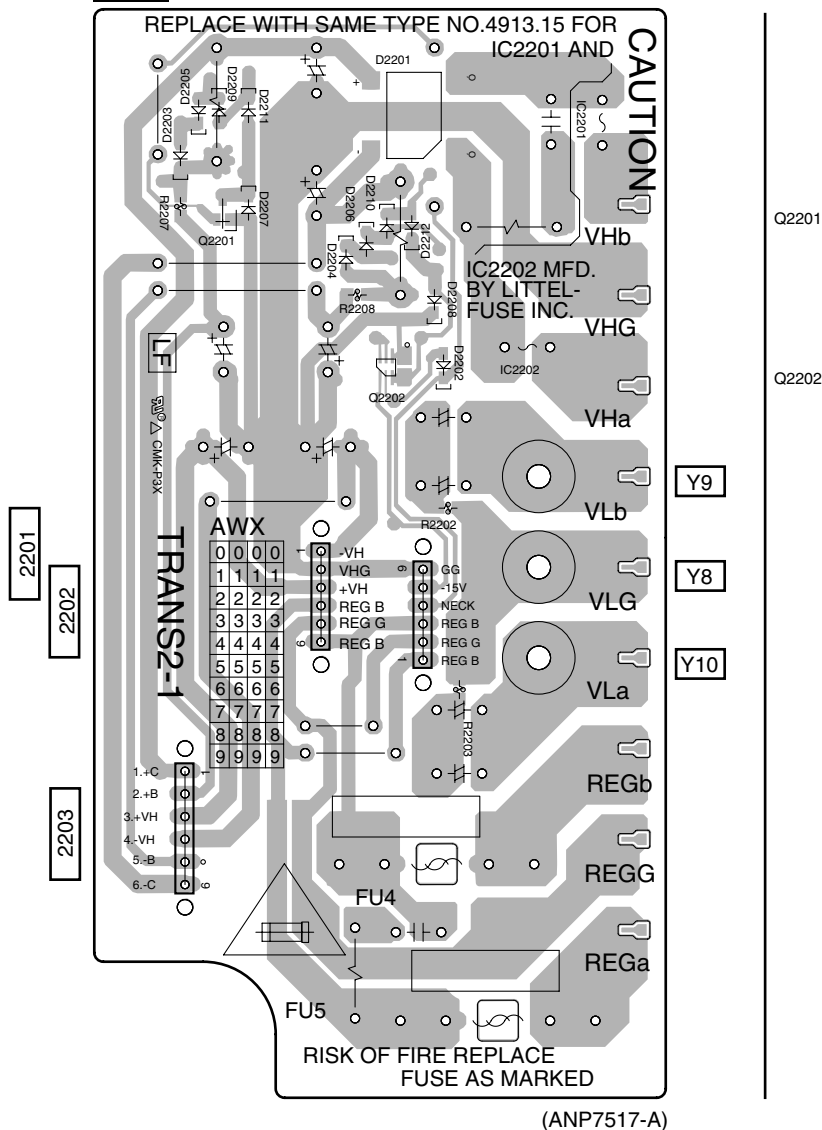 REPLACE WITH SAME TYPE NO.4913.15 FOR
IC2201 AND
CAUTION
D2201
D2205
D2209
D2211
D2203
IC2201
R2207
Q2201
D2207
D2210
D2206
D2212
D2204
VHb
Q2201
IC2202 MFD.
BY LITTEL-
FUSE INC.
R2208
D2208
VHG
LF
IC2202
D2202
Q2202
Q2202
VHa
CMK-P3X
VLb
Y9
R2202
2201
2202
TRANS2-1
AWX
0 0 0 0
1 1 1 1
2 2 2 2
3 3 3 3
4 4 4 4
5 5 5 5
6 6 6 6
7 7 7 7
8 8 8 8
9 9 9 9
1
-VH
VHG
+VH
REG B
REG G
REG B
6
6
GG
-15V
NECK
REG B
REG G
REG B
1
Y8
VLG
Y10
VLa
R2203
2203
1.+C
2.+B
3.+VH
4.-VH
5.-B
6.-C
1
6
REGb
REGG
FU4
REGa
FU5
RISK OF FIRE REPLACE
FUSE AS MARKED
(ANP7517-A)